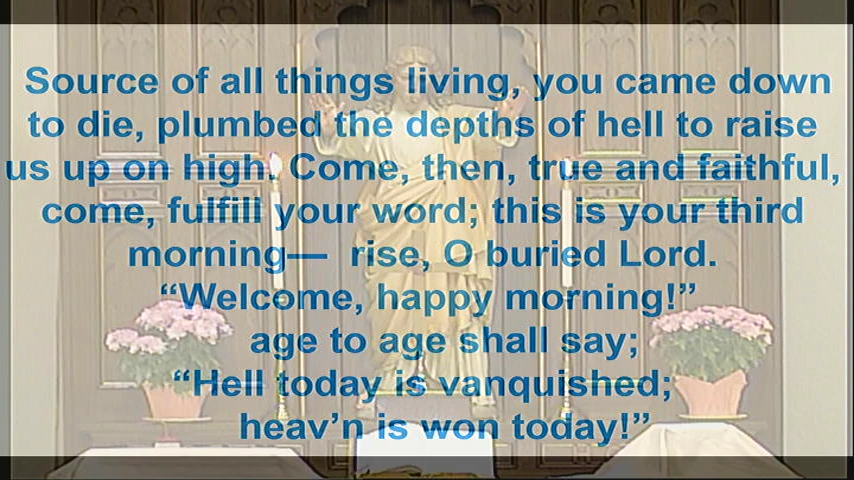 Source of all things living, you came down
to die, plumbed the depths of hell to raise
us up on high. Come, then, true and faithful,
come, fulfill your word; this is your third
morning— rise, O buried Lord.
“Welcome, happy morning!”
age to age shall say;
“Hell today is vanquished;
heav’n is won today!”